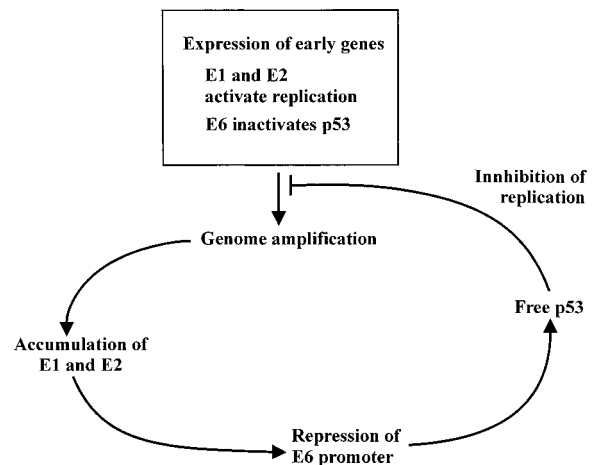 Expression of early genes
E1 and E2
activate replication
E6 inactivates p53
Innhibition of
replication
Genome amplification
Free p53
Accumulation of
E1 and E2
Repression of
E6 promoter